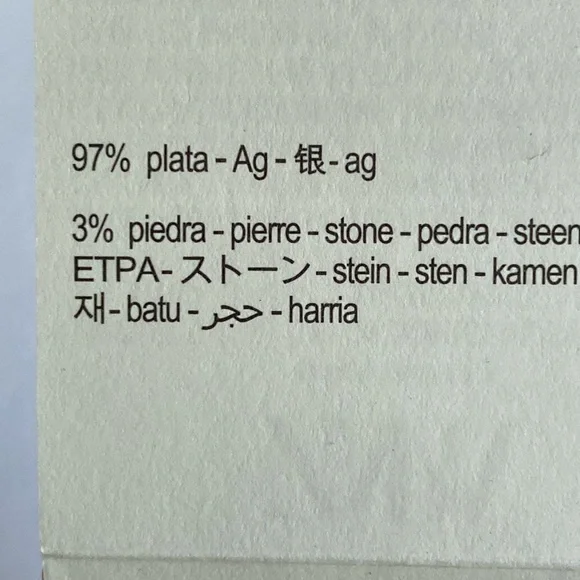 97% plata - Ag - 银 - ag
3% piedra - pierre - stone - pedra - steen
ETPA- ストーン - stein - sten - kamen
재 - batu - حجر - harria